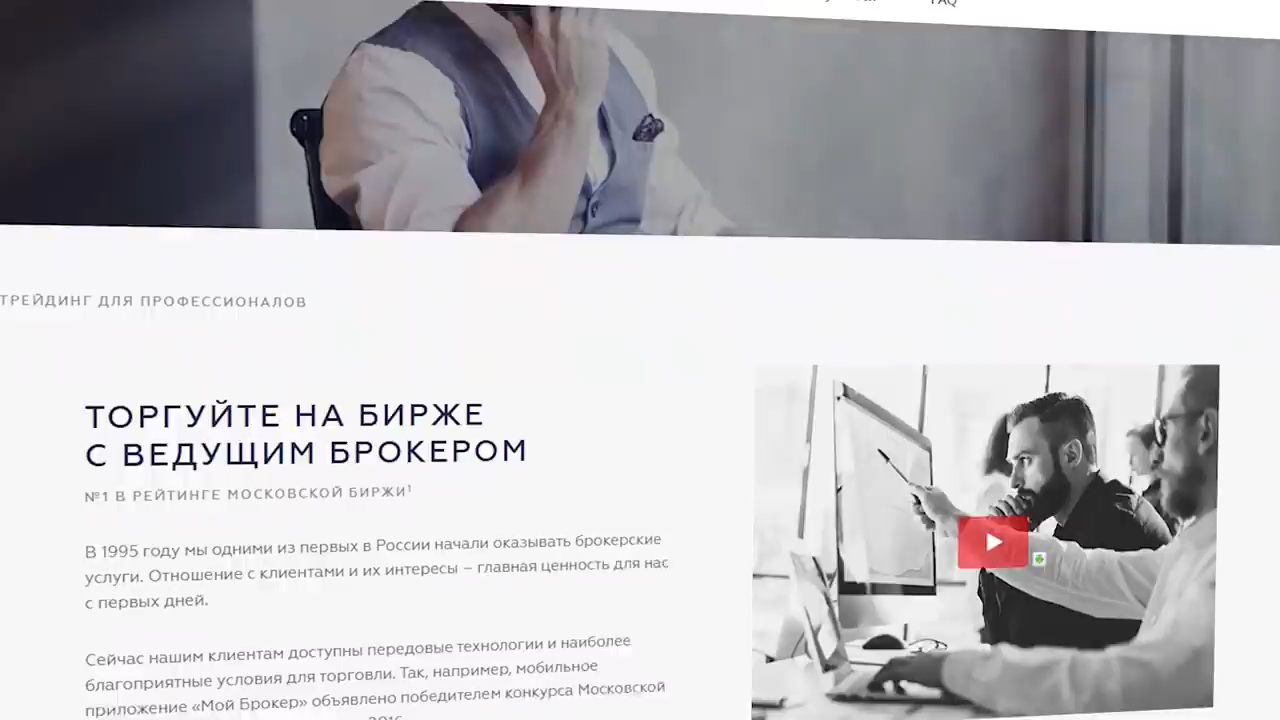 FAQ
ТРЕЙДИНГ ДЛЯ ПРОФЕССИОНАЛОВ
ТОРГУЙТЕ НА БИРЖЕ
С ВЕДУЩИМ БРОКЕРОМ
№1 В РЕЙТИНГЕ МОСКОВСКОЙ БИРЖИ¹
В 1995 году мы одними из первых в России начали оказывать брокерские
услуги. Отношение с клиентами и их интересы – главная ценность для нас
с первых дней.
Сейчас нашим клиентам доступны передовые технологии и наиболее
благоприятные условия для торговли. Так, например, мобильное
приложение «Мой Брокер» объявлено победителем конкурса Московской